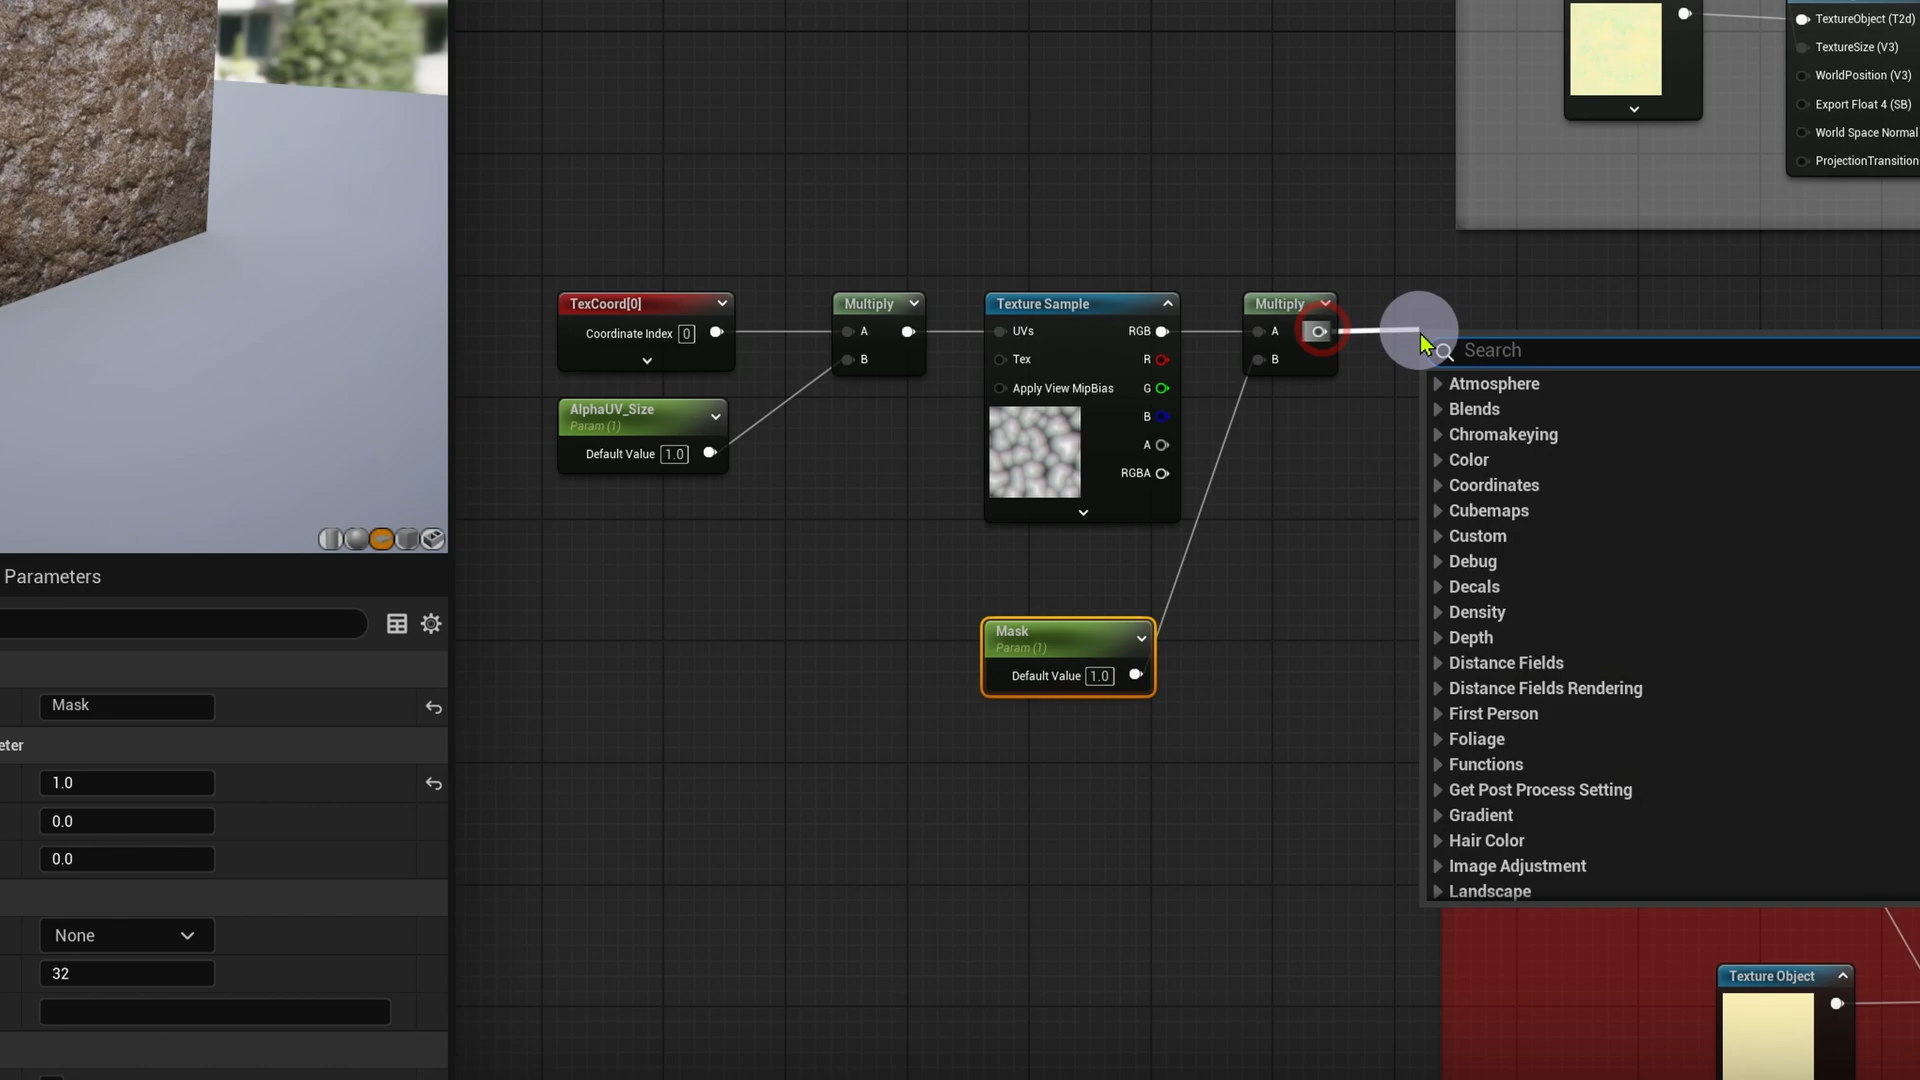 TextureObject (T2d)
TextureSize (V3)
WorldPosition (V3)
Export Float 4 (SB)
World Space Normal
ProjectionTransition
TexCoord[0]
Coordinate Index 0
AlphaUV_Size
Param (1)
Default Value 1.0
Multiply
A
B
Texture Sample
UVs RGB
Tex R
Apply View MipBias G
B
A
RGBA
Multiply
A
B
Mask
Param (1)
Default Value 1.0
Search
Atmosphere
Blends
Chromakeying
Color
Coordinates
Cubemaps
Custom
Debug
Decals
Density
Depth
Distance Fields
Distance Fields Rendering
First Person
Foliage
Functions
Get Post Process Setting
Gradient
Hair Color
Image Adjustment
Landscape
Texture Object
Parameters
Mask
eter
1.0
0.0
0.0
None
32